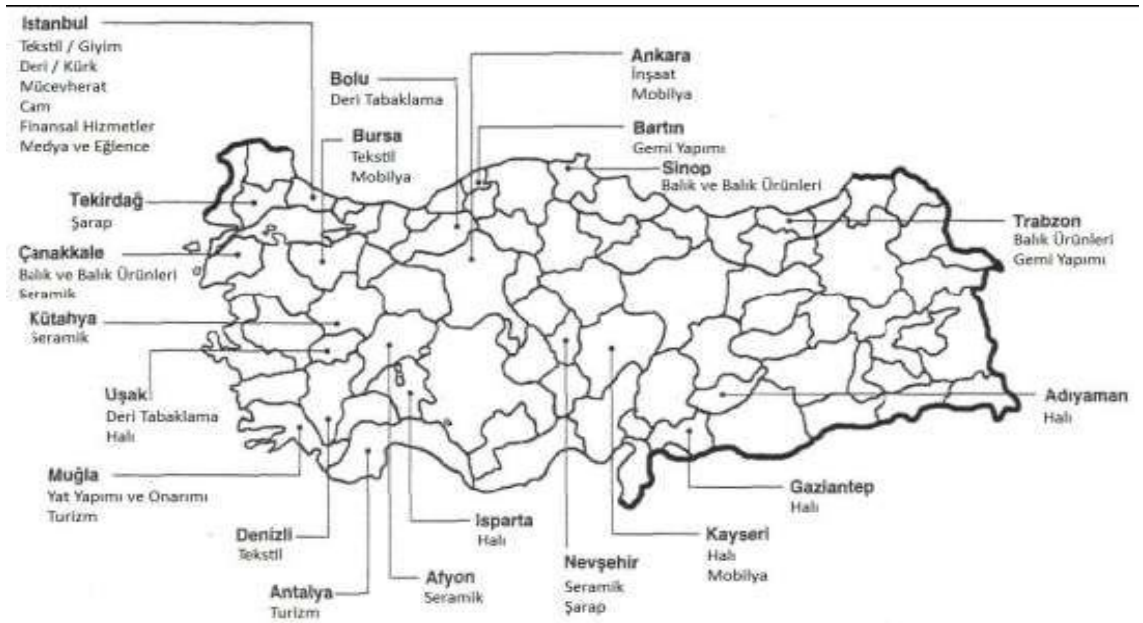 Istanbul
Tekstil / Giyim
Deri / Kürk
Mücevherat
Cam
Finansal Hizmetler
Medya ve Eğlence
Bolu
Deri Tabaklama
Bursa
Tekstil
Mobilya
Ankara
İnşaat
Mobilya
Bartın
Gemi Yapımı
Sinop
Balık ve Balık Ürünleri
Trabzon
Balık Ürünleri
Gemi Yapımı
Tekirdağ
Şarap
Çanakkale
Balık ve Balık Ürünleri
Seramik
Kütahya
Seramik
Uşak
Deri Tabaklama
Halı
Muğla
Yat Yapımı ve Onarımı
Turizm
Denizli
Tekstil
Antalya
Turizm
Afyon
Seramik
Isparta
Halı
Nevşehir
Seramik
Şarap
Kayseri
Halı
Mobilya
Gaziantep
Halı
Adıyaman
Halı